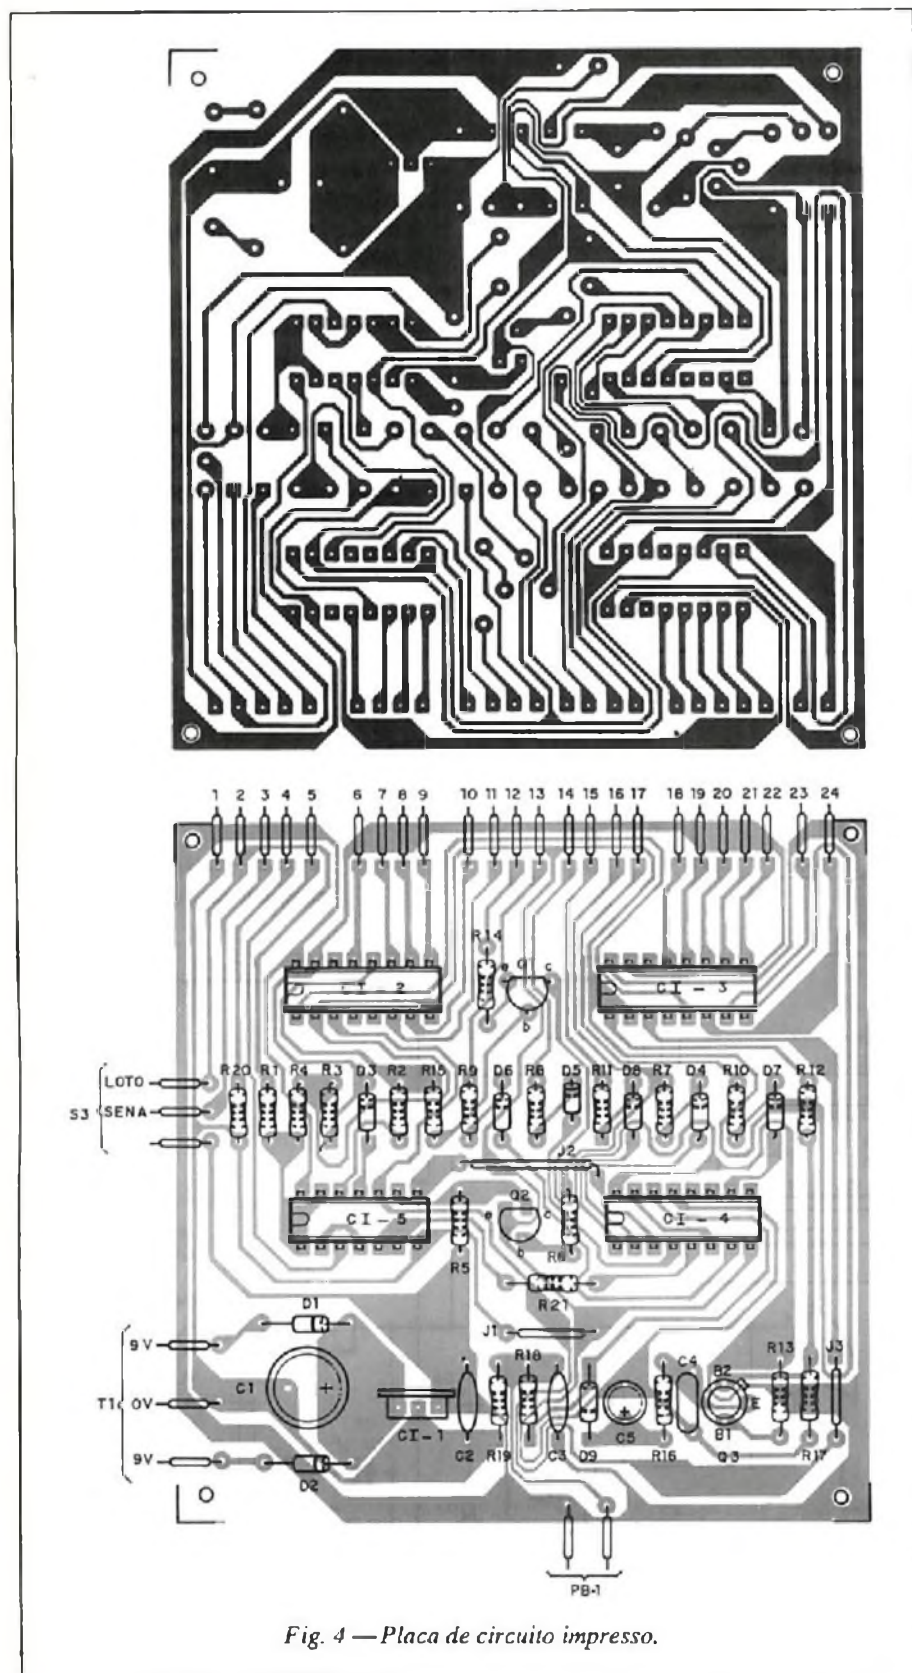 1 2 3 4 5 6 7 8 9 10 11 12 13 14 15 16 17 18 19 20 21 22 23 24
R14
e Q1 c
CI - 2
CI - 3
b
LOTO
R20 R1 R4 R3 D3 R2 R15 R9 D6 R8 D5 R11 D8 R7 D4 R10 D7 R12
S3 SENA
J2
CI - 5
e Q2 c
CI - 4
b
R5
R6
R21
D1
9V
J1
R18
C4
R13
J3
B2
C1
+
T1 0V
E
CI-1
+
B1
C2 R19 C3 D9 C5 R16 Q3 R17
9V
D2
PB-1
Fig. 4 — Placa de circuito impresso.